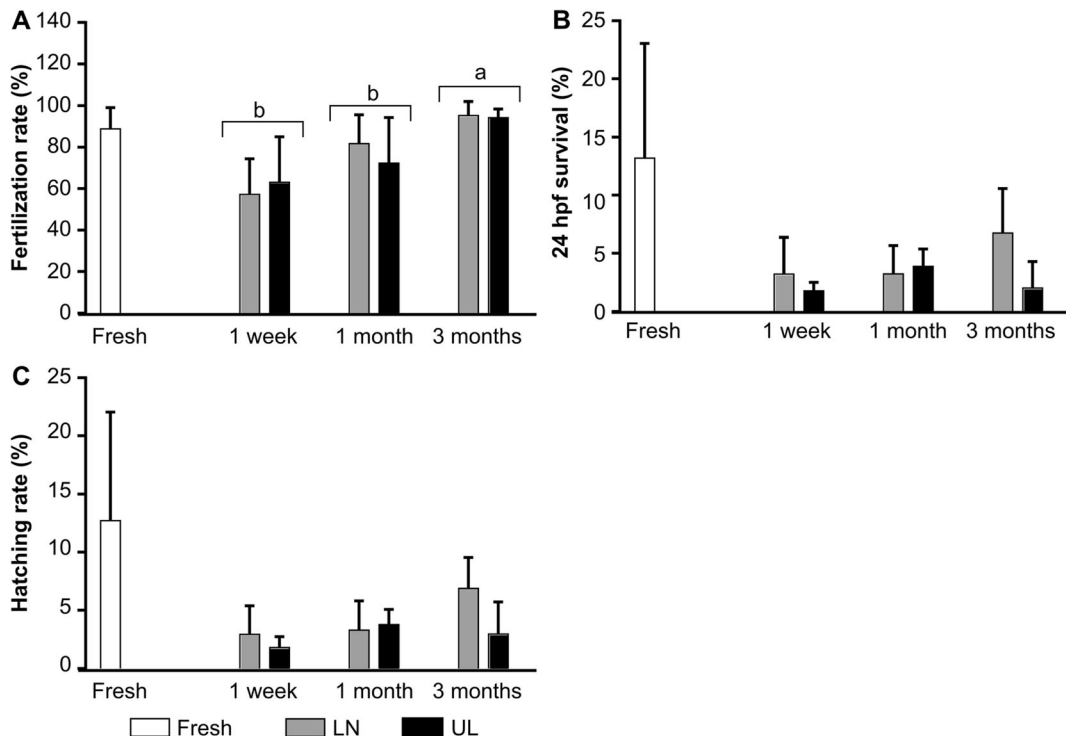 A
Fertilization rate (%)
140
120
100
80
60
40
20
0
b
b
a
Fresh 1 week 1 month 3 months
B
24 hpf survival (%)
25
20
15
10
5
0
Fresh 1 week 1 month 3 months
C
Hatching rate (%)
25
20
15
10
5
0
Fresh 1 week 1 month 3 months
Fresh LN UL